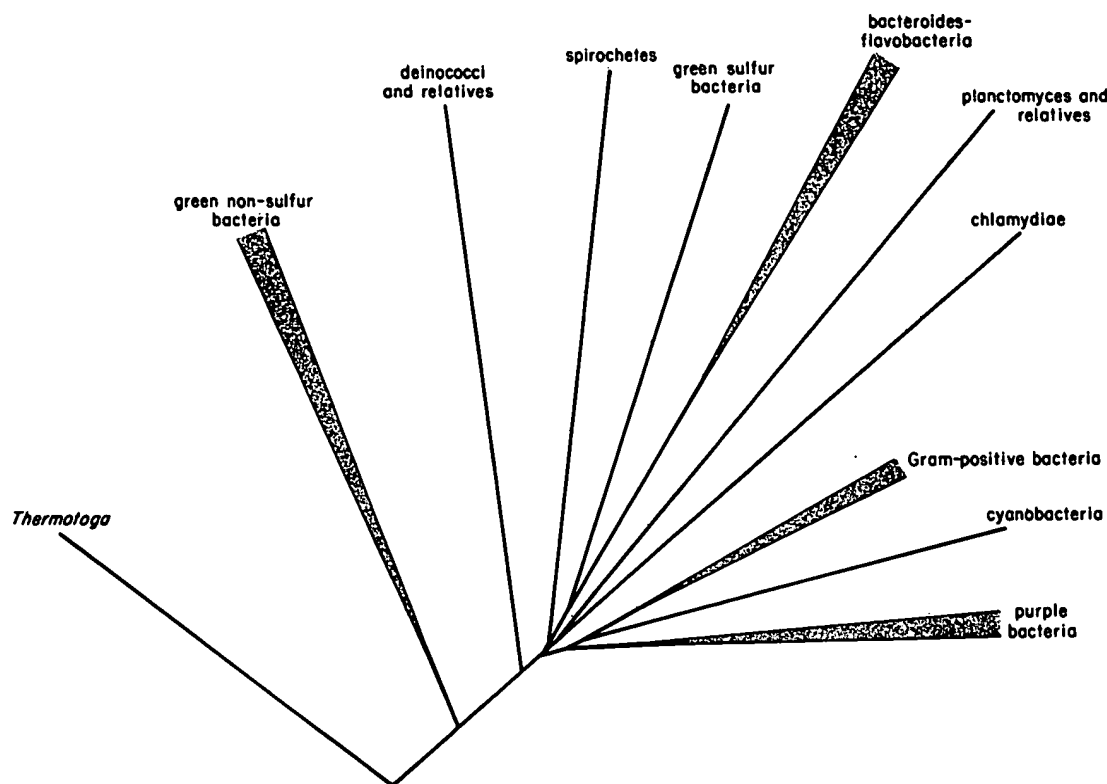 bacteroides-
flavobacteria
spirochetes
green sulfur
bacteria
deinococci
and relatives
planctomyces and
relatives
green non-sulfur
bacteria
chlamydiae
Gram-positive bacteria
Thermotoga
cyanobacteria
purple
bacteria